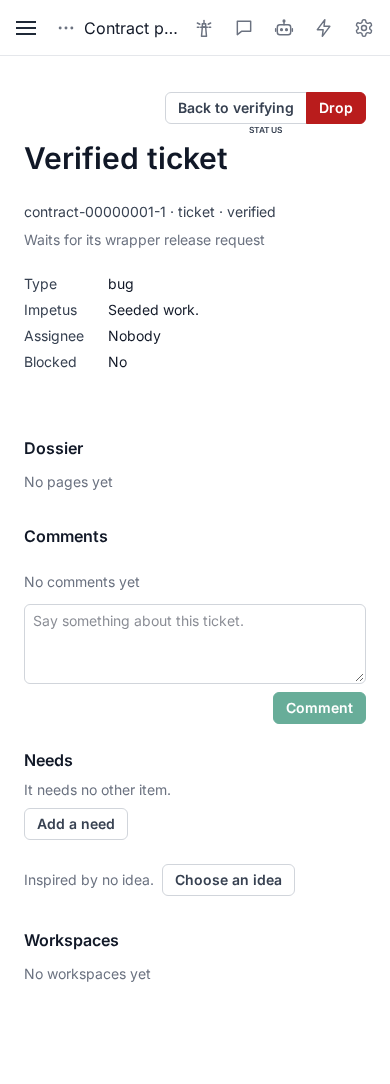 Contract p...
Back to verifying Drop
STATUS
Verified ticket
contract-00000001-1 · ticket · verified
Waits for its wrapper release request
Type bug
Impetus Seeded work.
Assignee Nobody
Blocked No
Dossier
No pages yet
Comments
No comments yet
Say something about this ticket.
Comment
Needs
It needs no other item.
Add a need
Inspired by no idea. Choose an idea
Workspaces
No workspaces yet